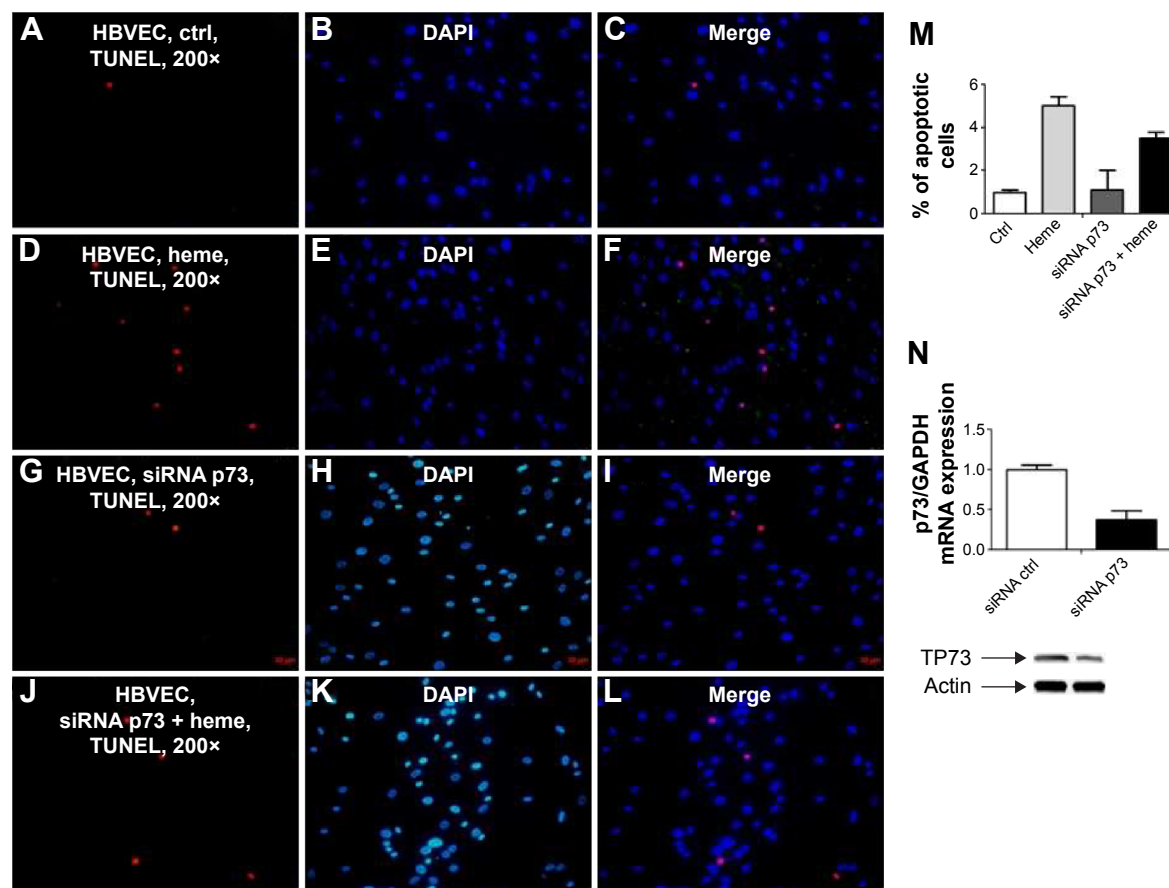 A
HBVEC, ctrl,
TUNEL, 200×
B
DAPI
C
Merge
D
HBVEC, heme,
TUNEL, 200×
E
DAPI
F
Merge
G
HBVEC, siRNA p73,
TUNEL, 200×
H
DAPI
I
Merge
J
HBVEC,
siRNA p73 + heme,
TUNEL, 200×
K
DAPI
L
Merge
M
% of apoptotic
cells
6
4
2
0
Ctrl
Heme
siRNA p73
siRNA p73 + heme
N
p73/GAPDH
mRNA expression
1.5
1.0
0.5
0.0
siRNA ctrl
siRNA p73
TP73
Actin